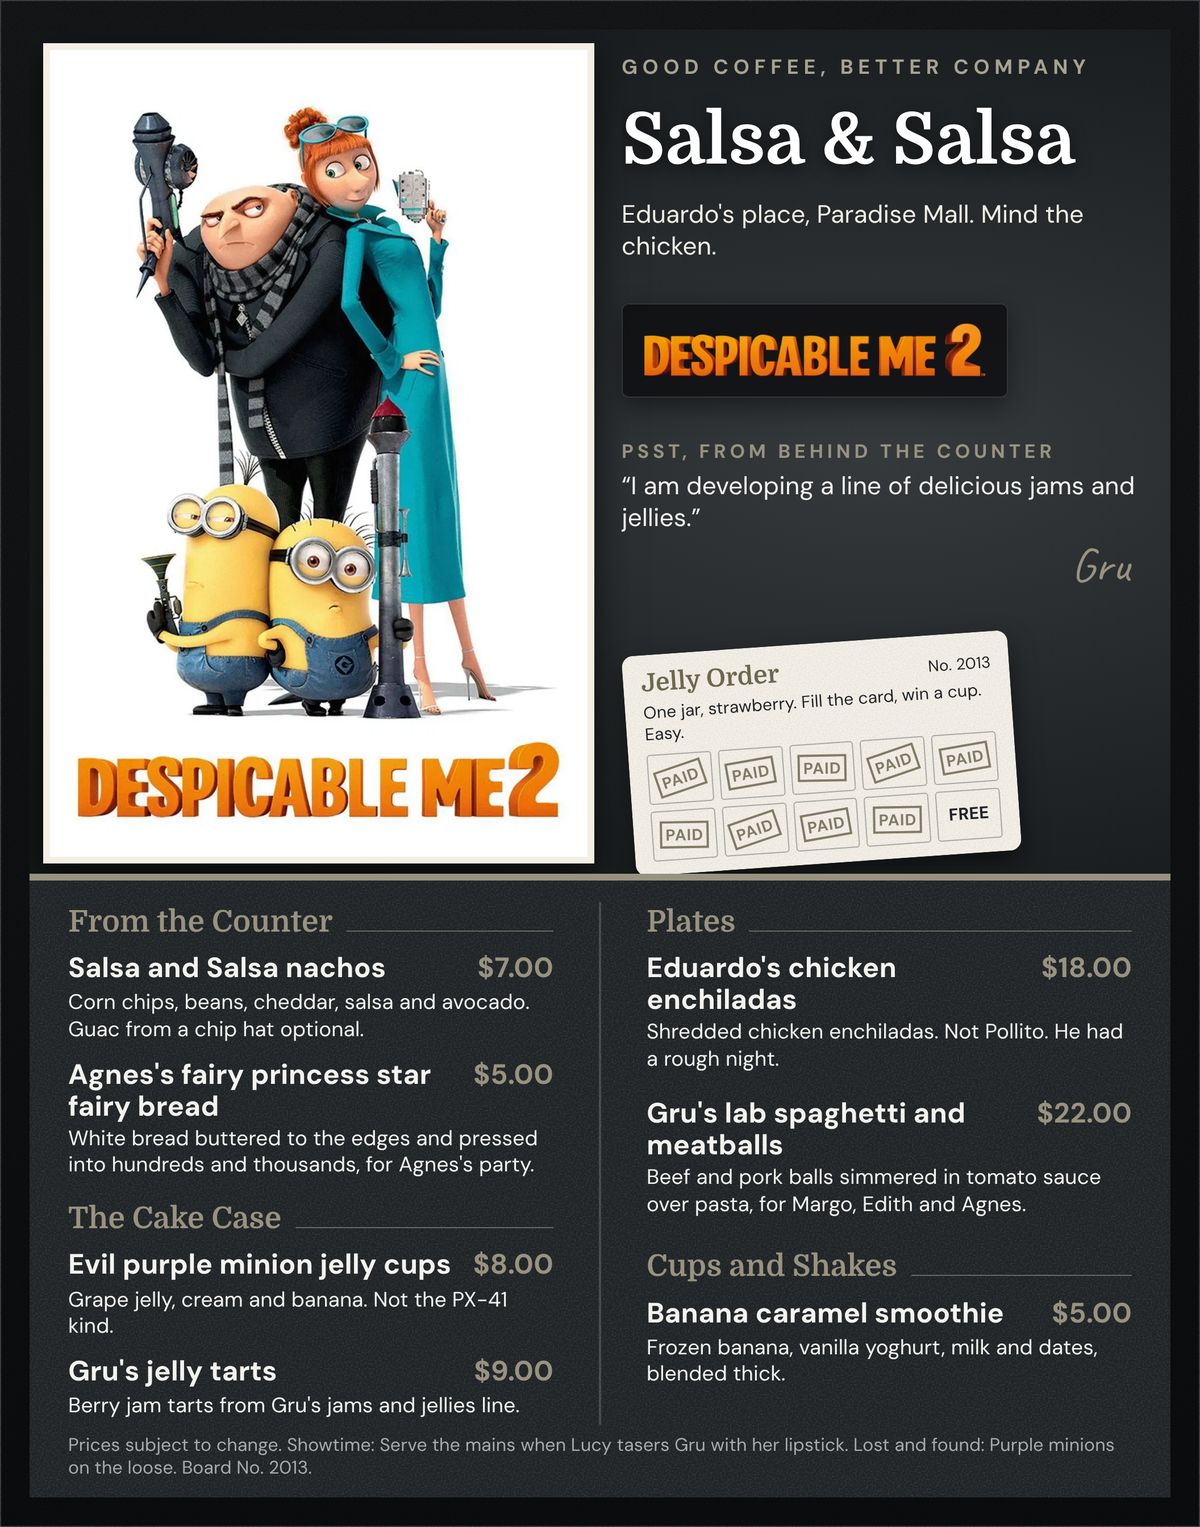 DESPICABLE ME 2
GOOD COFFEE, BETTER COMPANY
Salsa & Salsa
Eduardo's place, Paradise Mall. Mind the
chicken.
DESPICABLE ME 2
PSST, FROM BEHIND THE COUNTER
“I am developing a line of delicious jams and
jellies.”
Gru
Jelly Order No. 2013
One jar, strawberry. Fill the card, win a cup.
Easy.
PAID PAID PAID PAID PAID
PAID PAID PAID PAID FREE
From the Counter
Salsa and Salsa nachos $7.00
Corn chips, beans, cheddar, salsa and avocado.
Guac from a chip hat optional.
Agnes's fairy princess star $5.00
fairy bread
White bread buttered to the edges and pressed
into hundreds and thousands, for Agnes's party.
The Cake Case
Evil purple minion jelly cups $8.00
Grape jelly, cream and banana. Not the PX-41
kind.
Gru's jelly tarts $9.00
Berry jam tarts from Gru's jams and jellies line.
Plates
Eduardo's chicken $18.00
enchiladas
Shredded chicken enchiladas. Not Pollito. He had
a rough night.
Gru's lab spaghetti and $22.00
meatballs
Beef and pork balls simmered in tomato sauce
over pasta, for Margo, Edith and Agnes.
Cups and Shakes
Banana caramel smoothie $5.00
Frozen banana, vanilla yoghurt, milk and dates,
blended thick.
Prices subject to change. Showtime: Serve the mains when Lucy tasers Gru with her lipstick. Lost and found: Purple minions
on the loose. Board No. 2013.